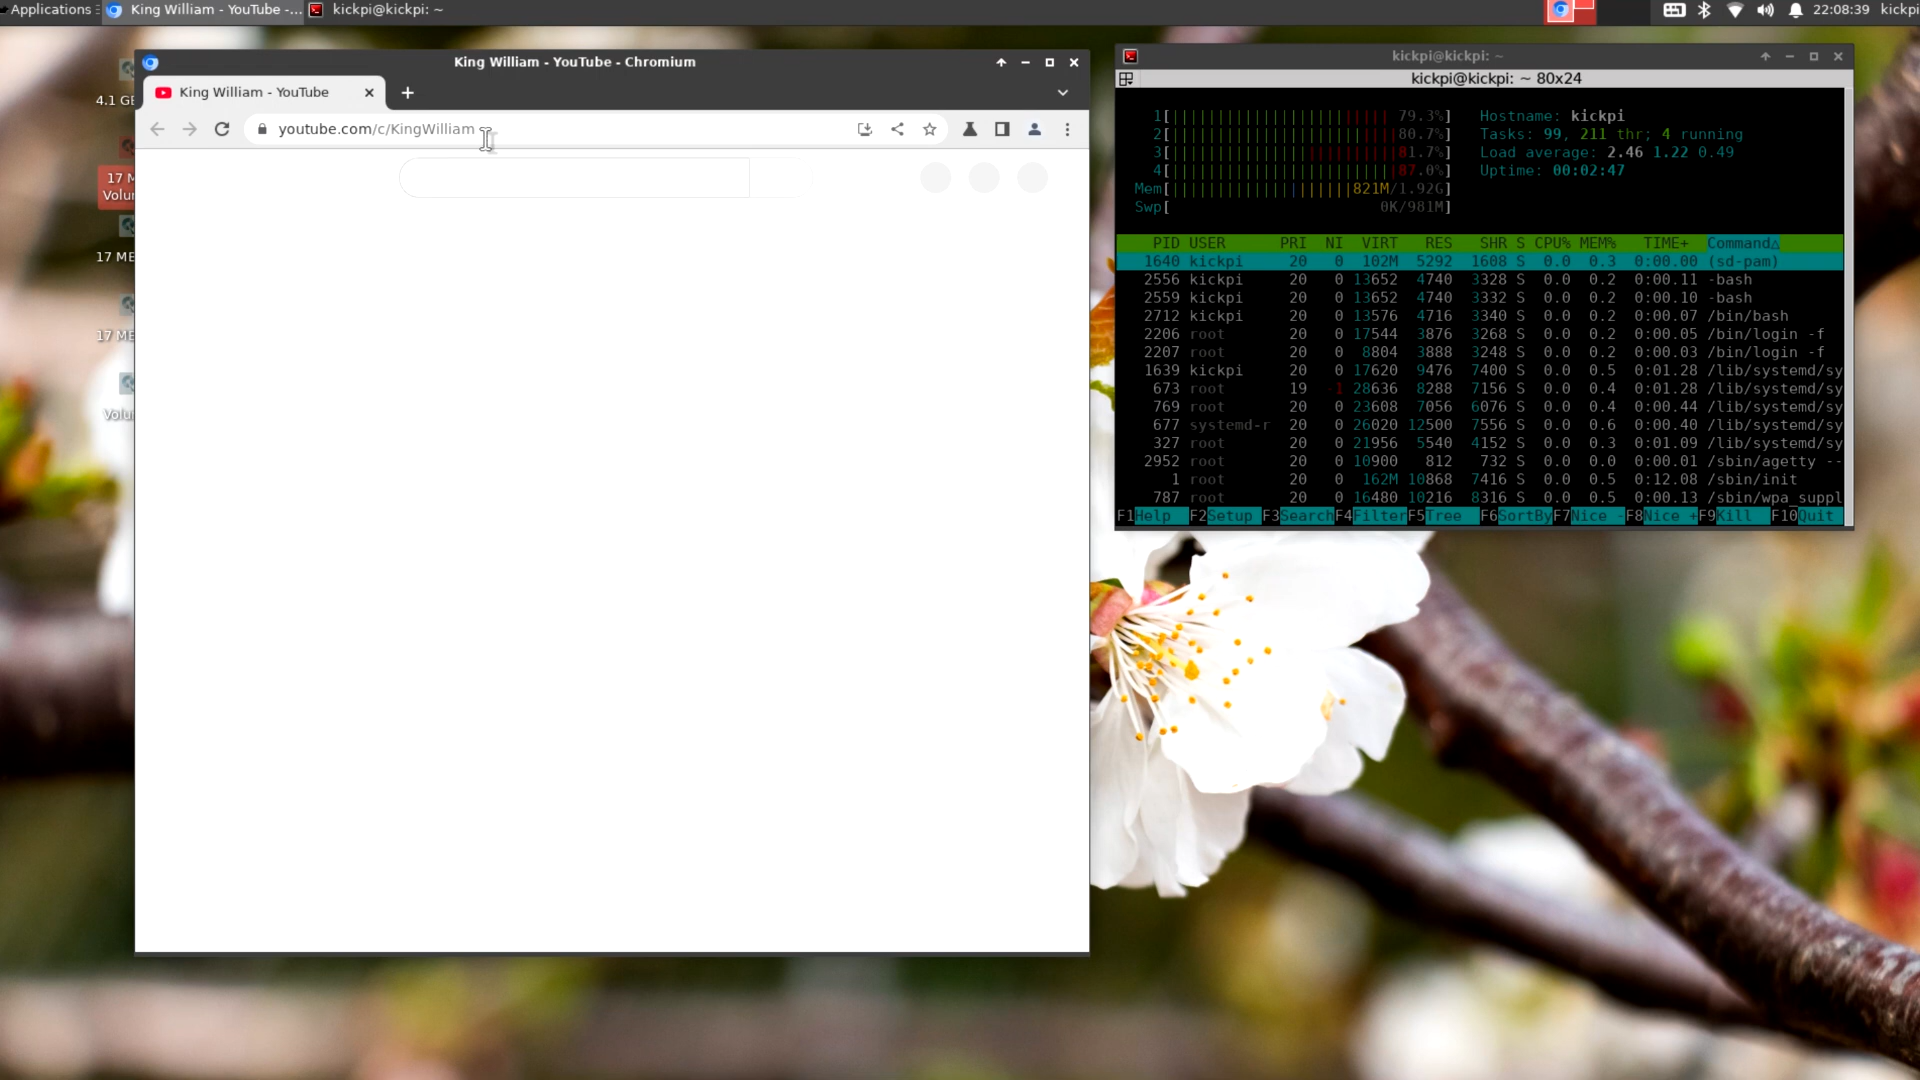 Applications
King William - YouTube -...
kickpi@kickpi: ~
22:08:39
kickpi
4.1 GB
17 M
Volu
17 ME
17 ME
Volu
King William - YouTube - Chromium
King William - YouTube
youtube.com/c/KingWilliam
kickpi@kickpi: ~
kickpi@kickpi: ~ 80x24
1[ 79.3%] Hostname: kickpi
2[ 80.7%] Tasks: 99, 211 thr; 4 running
3[ 81.7%] Load average: 2.46 1.22 0.49
4[ 87.0%] Uptime: 00:02:47
Mem[ 821M/1.92G]
Swp[ 0K/981M]
PID USER PRI NI VIRT RES SHR S CPU% MEM% TIME+ Command△
1640 kickpi 20 0 102M 5292 1608 S 0.0 0.3 0:00.00 (sd-pam)
2556 kickpi 20 0 13652 4740 3328 S 0.0 0.2 0:00.11 -bash
2559 kickpi 20 0 13652 4740 3332 S 0.0 0.2 0:00.10 -bash
2712 kickpi 20 0 13576 4716 3340 S 0.0 0.2 0:00.07 /bin/bash
2206 root 20 0 17544 3876 3268 S 0.0 0.2 0:00.05 /bin/login -f
2207 root 20 0 8804 3888 3248 S 0.0 0.2 0:00.03 /bin/login -f
1639 kickpi 20 0 17620 9476 7400 S 0.0 0.5 0:01.28 /lib/systemd/sy
673 root 19 -1 28636 8288 7156 S 0.0 0.4 0:01.28 /lib/systemd/sy
769 root 20 0 23608 7056 6076 S 0.0 0.4 0:00.44 /lib/systemd/sy
677 systemd-r 20 0 26020 12500 7556 S 0.0 0.6 0:00.40 /lib/systemd/sy
327 root 20 0 21956 5540 4152 S 0.0 0.3 0:01.09 /lib/systemd/sy
2952 root 20 0 10900 812 732 S 0.0 0.0 0:00.01 /sbin/agetty --
1 root 20 0 162M 10868 7416 S 0.0 0.5 0:12.08 /sbin/init
787 root 20 0 16480 10216 8316 S 0.0 0.5 0:00.13 /sbin/wpa_suppl
F1Help F2Setup F3SearchF4FilterF5Tree F6SortByF7Nice -F8Nice +F9Kill F10Quit